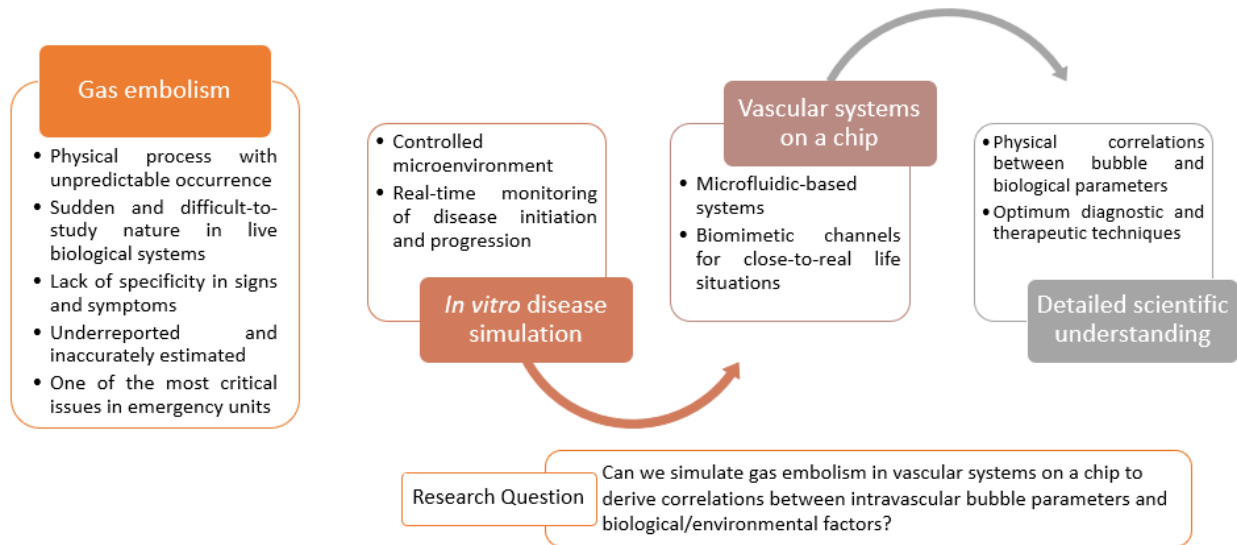 Gas embolism
• Physical process with
unpredictable occurrence
• Sudden and difficult-to-
study nature in live
biological systems
• Lack of specificity in signs
and symptoms
• Underreported and
inaccurately estimated
• One of the most critical
issues in emergency units
• Controlled
microenvironment
• Real-time monitoring
of disease initiation
and progression
In vitro disease
simulation
Vascular systems
on a chip
• Microfluidic-based
systems
• Biomimetic channels
for close-to-real life
situations
• Physical correlations
between bubble and
biological parameters
• Optimum diagnostic and
therapeutic techniques
Detailed scientific
understanding
Research Question
Can we simulate gas embolism in vascular systems on a chip to
derive correlations between intravascular bubble parameters and
biological/environmental factors?